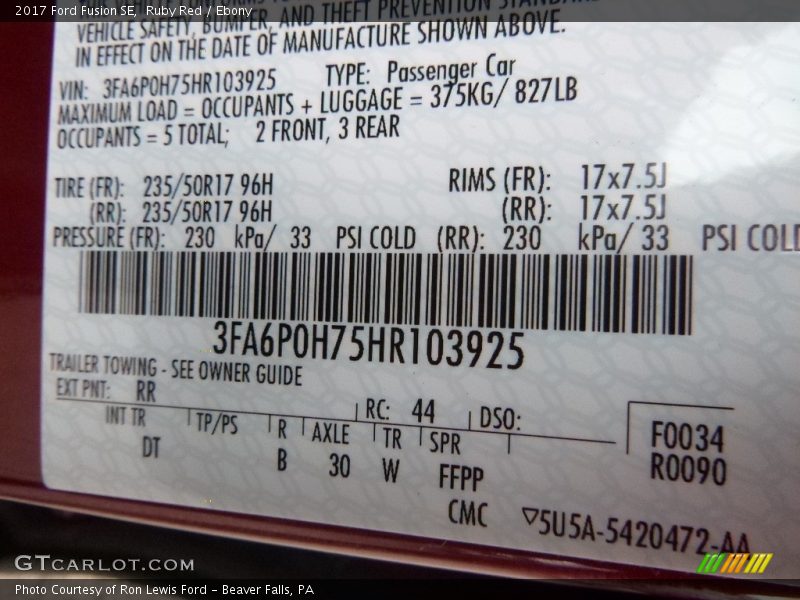 2017 Ford Fusion SE, Ruby Red / Ebony
VEHICLE SAFETY, BUMPER, AND THEFT PREVENTION STANDARDS
IN EFFECT ON THE DATE OF MANUFACTURE SHOWN ABOVE.
VIN: 3FA6P0H75HR103925 TYPE: Passenger Car
MAXIMUM LOAD = OCCUPANTS + LUGGAGE = 375KG/ 827LB
OCCUPANTS = 5 TOTAL; 2 FRONT, 3 REAR
TIRE (FR): 235/50R17 96H RIMS (FR): 17x7.5J
(RR): 235/50R17 96H (RR): 17x7.5J
PRESSURE (FR): 230 kPa/ 33 PSI COLD (RR): 230 kPa/ 33 PSI COLD
3FA6P0H75HR103925
TRAILER TOWING - SEE OWNER GUIDE
EXT PNT: RR RC: 44 DSO:
INT TR TP/PS R AXLE TR SPR F0034
DT B 30 W FFPP R0090
CMC ▽5U5A-5420472-AA
GTCARLOT.COM
Photo Courtesy of Ron Lewis Ford - Beaver Falls, PA